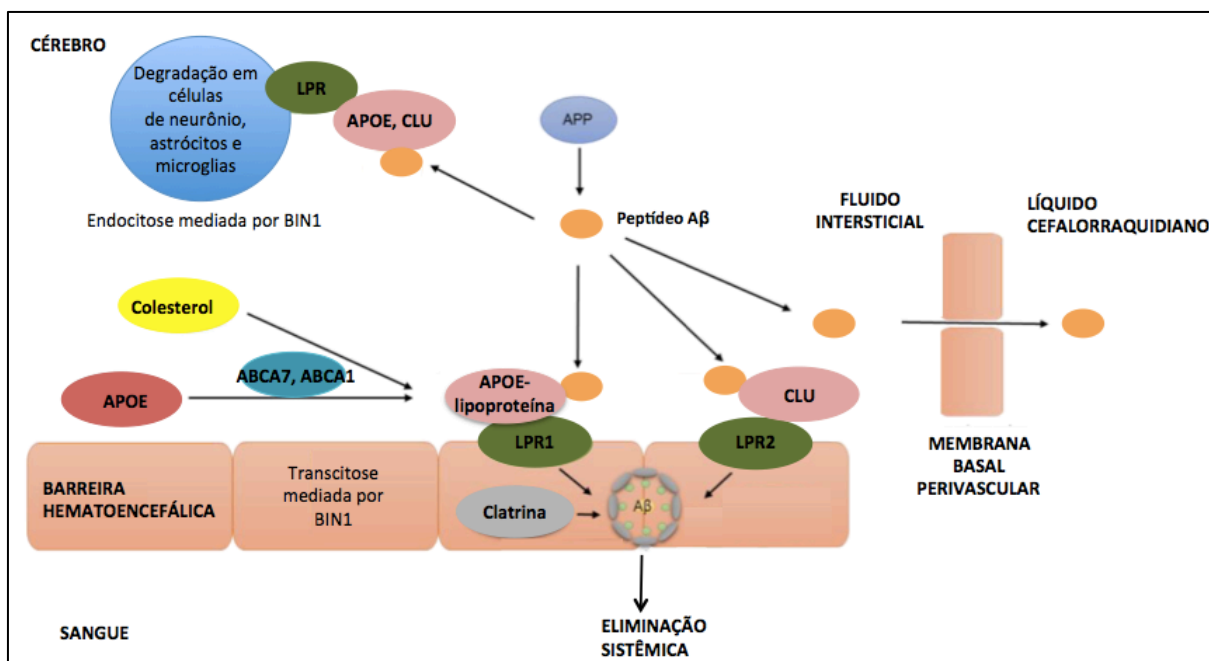 CÉREBRO
Degradação em
células
de neurônio,
astrócitos e
microglias
LPR
APOE, CLU
Endocitose mediada por BIN1
APP
Peptídeo Aβ
FLUIDO
INTERSTICIAL
LÍQUIDO
CEFALORRAQUIDIANO
Colesterol
ABCA7, ABCA1
APOE
APOE-
lipoproteína
LPR1
CLU
LPR2
MEMBRANA
BASAL
PERIVASCULAR
BARREIRA
HEMATOENCEFÁLICA
Transcitose
mediada por
BIN1
Clatrina
Aβ
SANGUE
ELIMINAÇÃO
SISTÊMICA